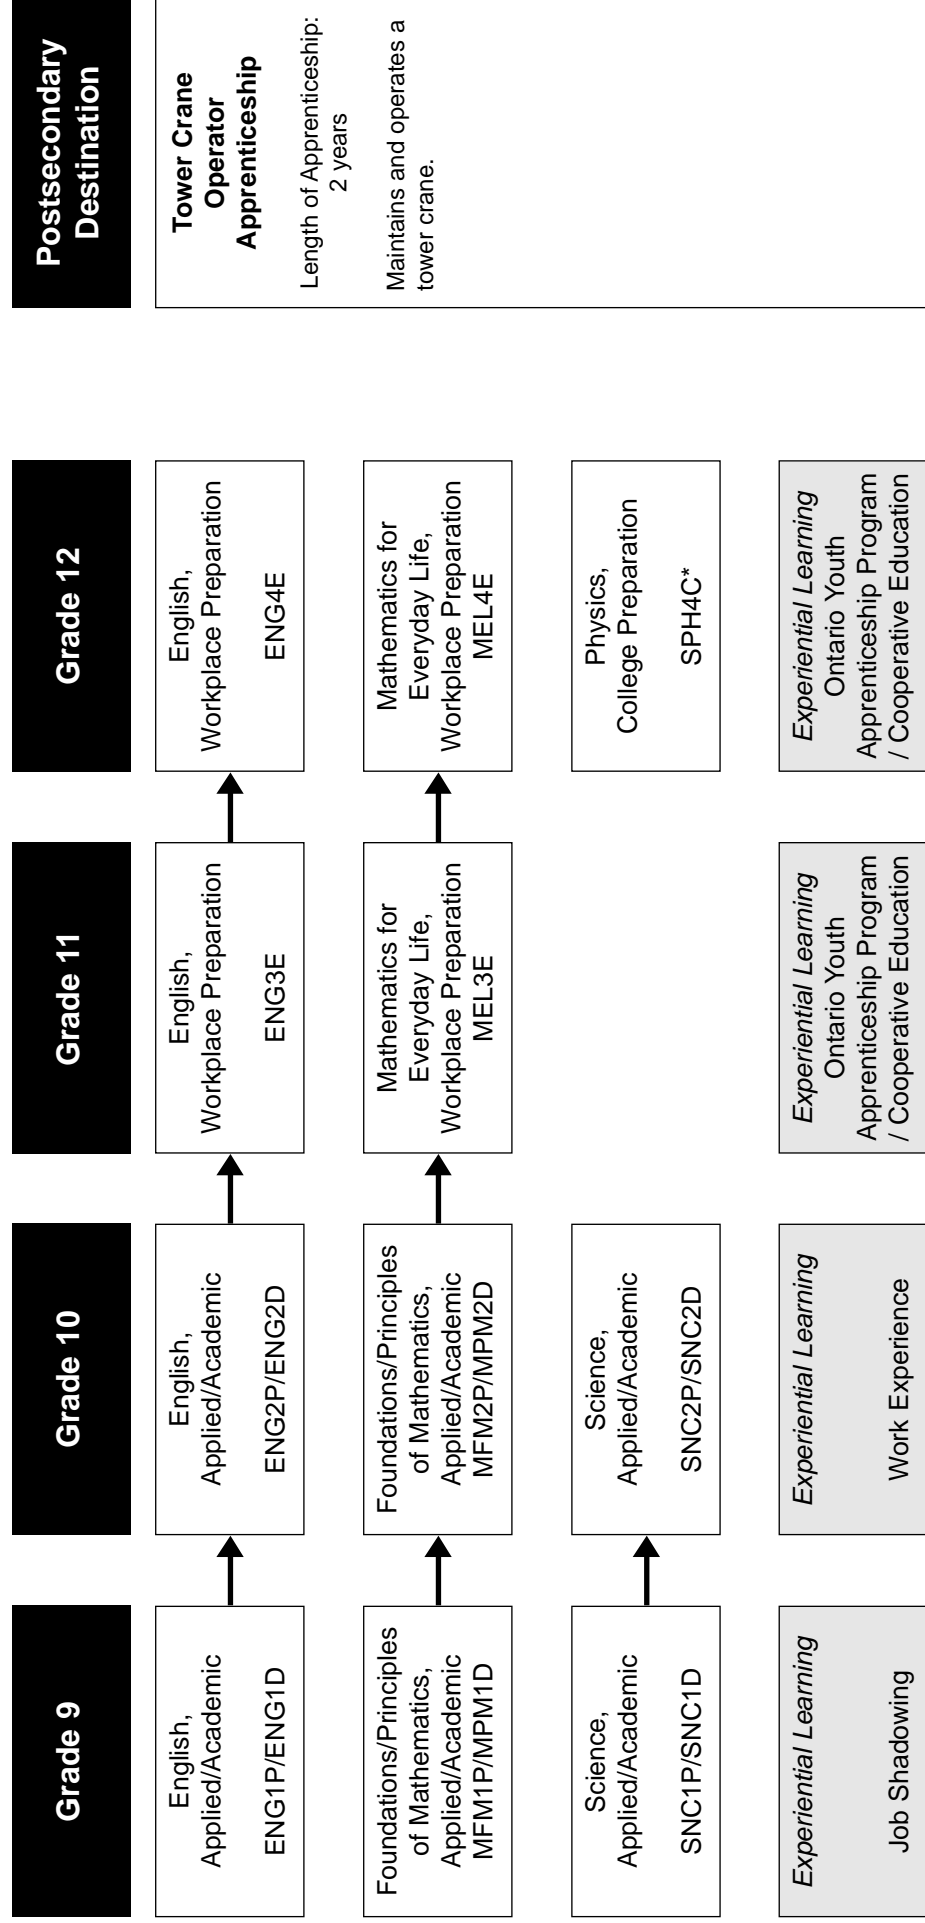 Grade 9
Grade 10
Grade 11
Grade 12
Postsecondary
Destination
English,
Applied/Academic
ENG1P/ENG1D
English,
Applied/Academic
ENG2P/ENG2D
English,
Workplace Preparation
ENG3E
English,
Workplace Preparation
ENG4E
Tower Crane
Operator
Apprenticeship
Length of Apprenticeship:
2 years
Maintains and operates a
tower crane.
Foundations/Principles
of Mathematics,
Applied/Academic
MFM1P/MPM1D
Foundations/Principles
of Mathematics,
Applied/Academic
MFM2P/MPM2D
Mathematics for
Everyday Life,
Workplace Preparation
MEL3E
Mathematics for
Everyday Life,
Workplace Preparation
MEL4E
Science,
Applied/Academic
SNC1P/SNC1D
Science,
Applied/Academic
SNC2P/SNC2D
Physics,
College Preparation
SPH4C*
Experiential Learning
Job Shadowing
Experiential Learning
Work Experience
Experiential Learning
Ontario Youth
Apprenticeship Program
/ Cooperative Education
Experiential Learning
Ontario Youth
Apprenticeship Program
/ Cooperative Education